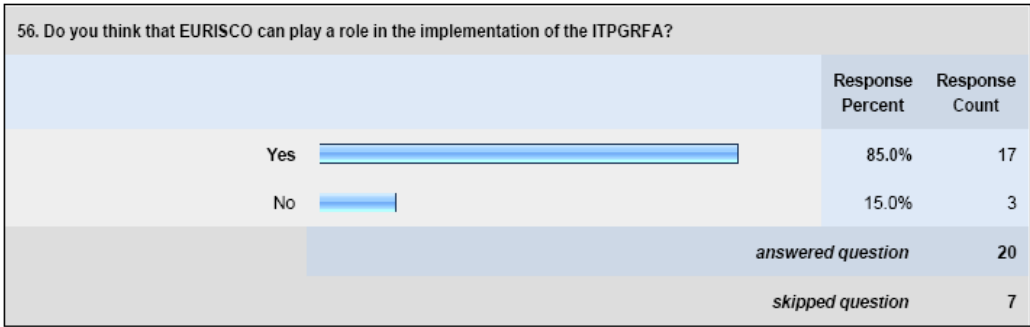 56. Do you think that EURISCO can play a role in the implementation of the ITPGRFA?
Response Percent Response Count
Yes 85.0% 17
No 15.0% 3
answered question 20
skipped question 7